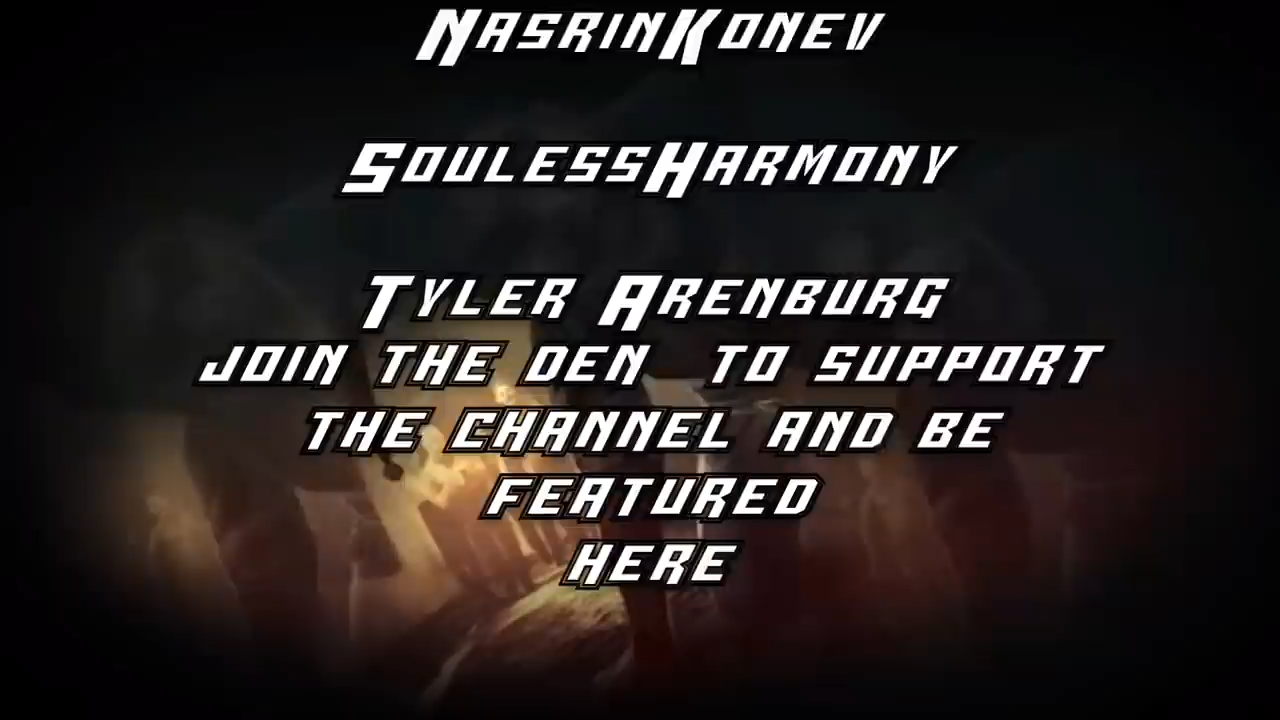 NasrinKonev
SoulessHarmony
Tyler Arenburg
join the den to support
the channel and be
featured
here